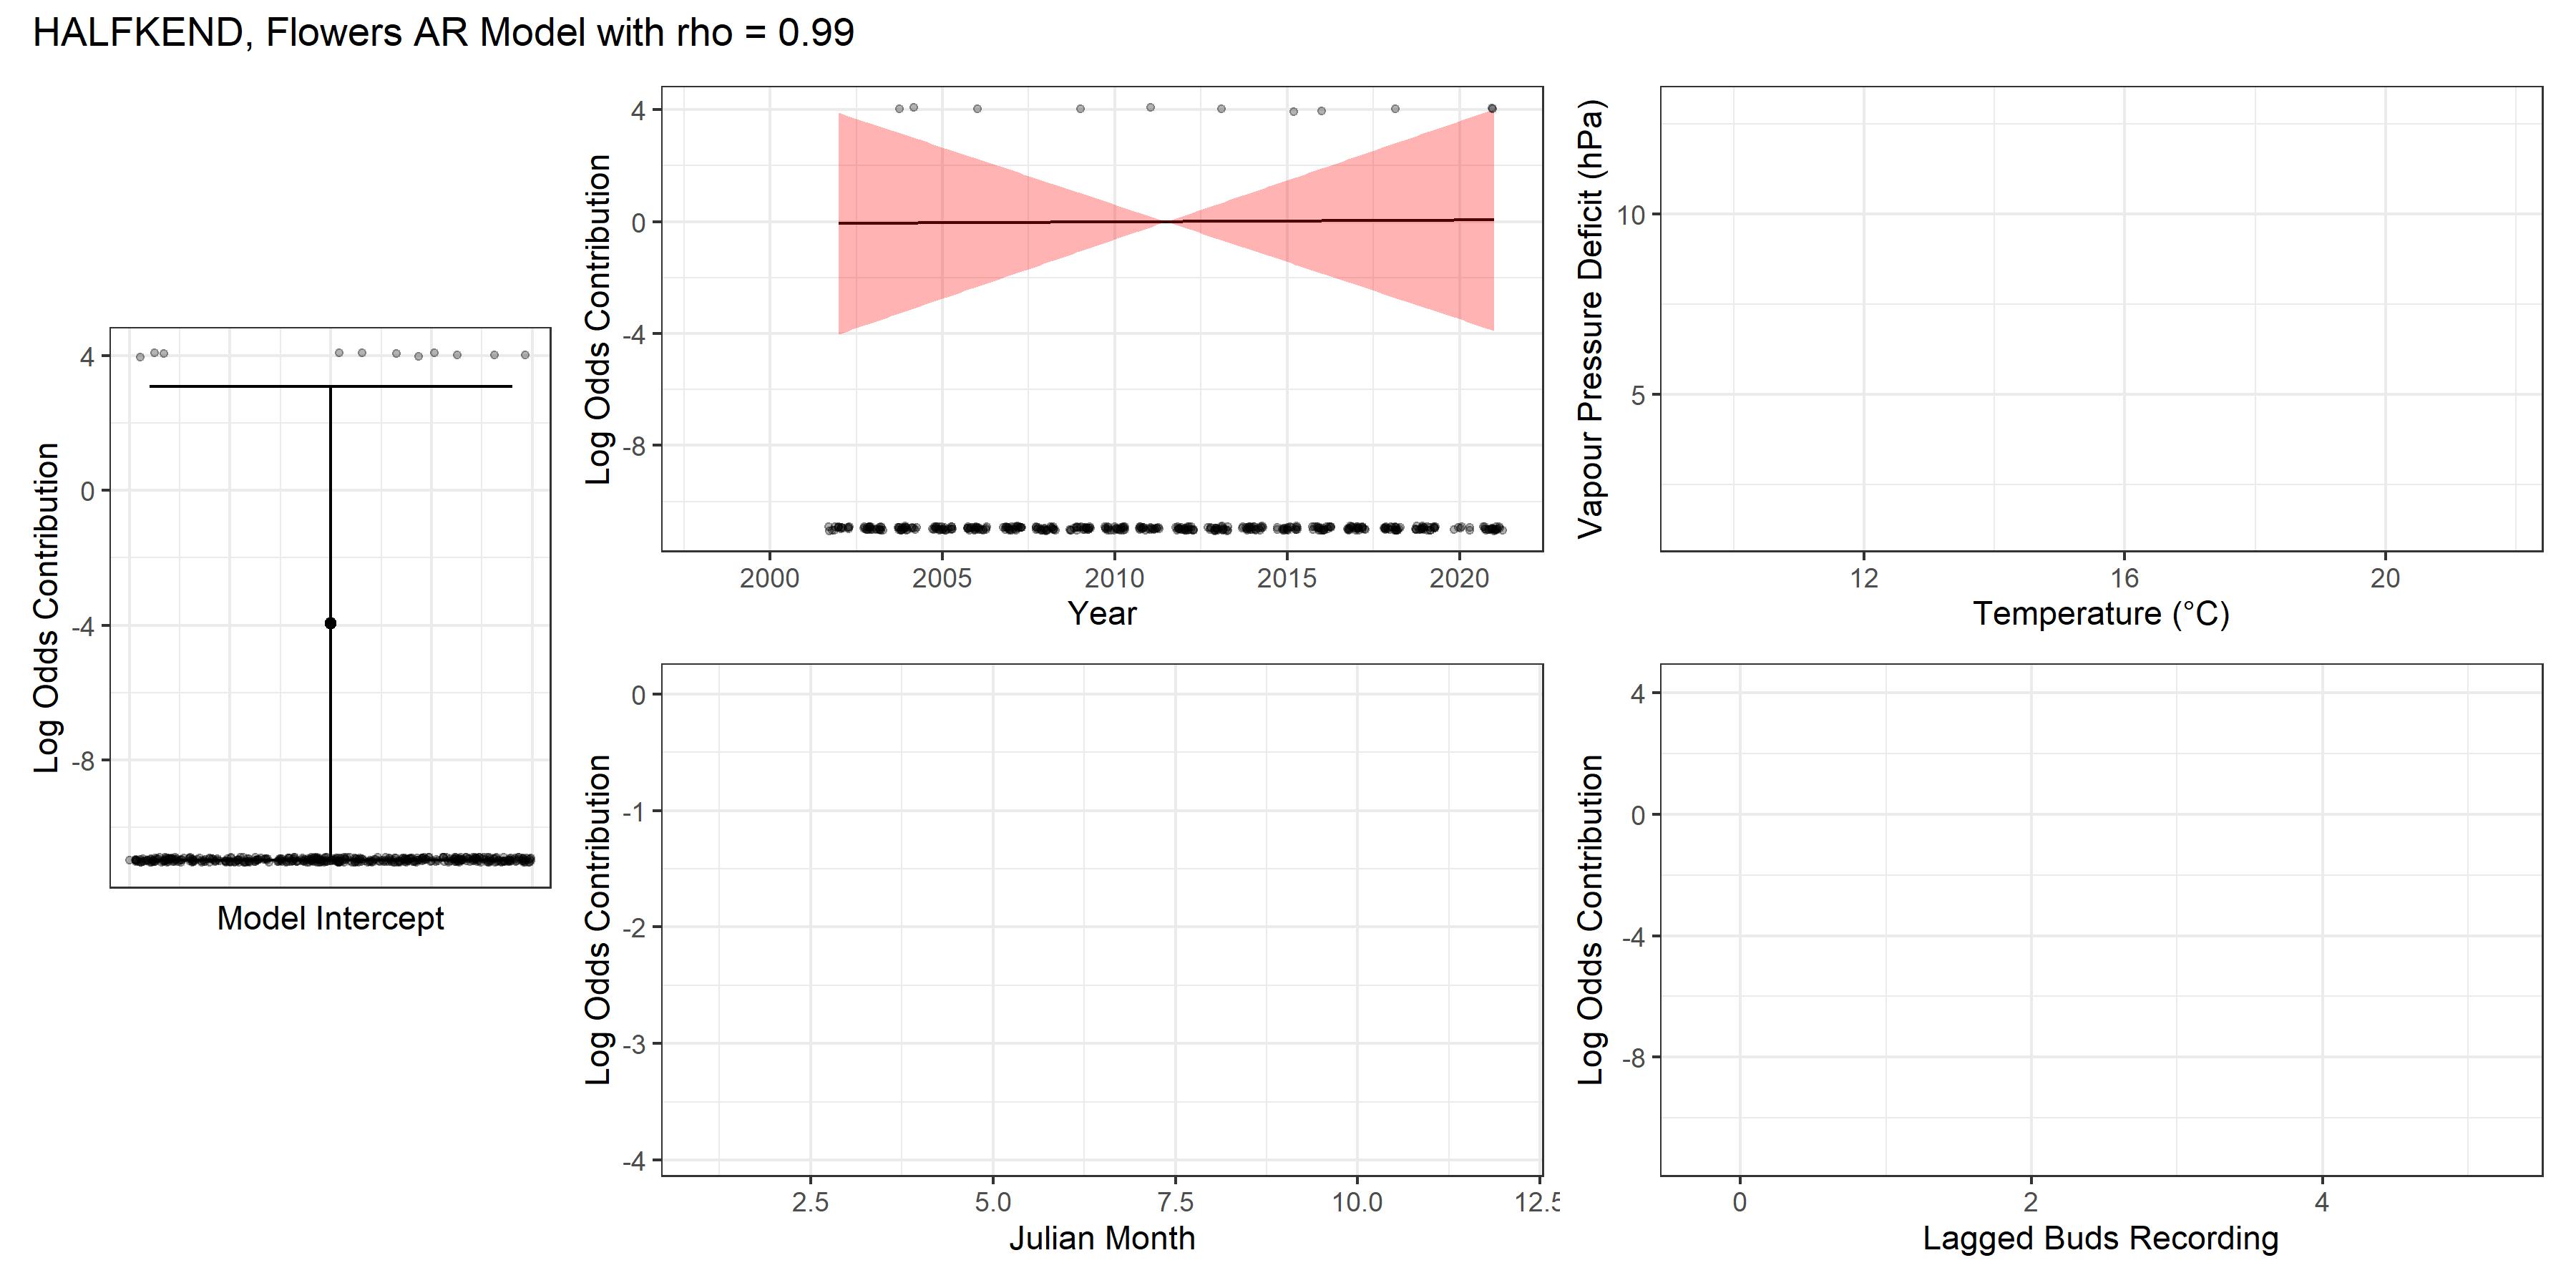 HALFKEND, Flowers AR Model with rho = 0.99
Log Odds Contribution
4
0
-4
-8
Model Intercept
Log Odds Contribution
4
0
-4
-8
2000 2005 2010 2015 2020
Year
Vapour Pressure Deficit (hPa)
10
5
12 16 20
Temperature (°C)
Log Odds Contribution
0
-1
-2
-3
-4
2.5 5.0 7.5 10.0 12.5
Julian Month
Log Odds Contribution
4
0
-4
-8
0 2 4
Lagged Buds Recording